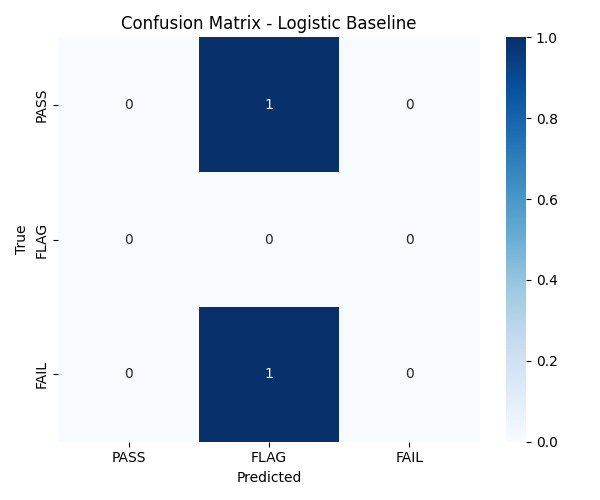 Confusion Matrix - Logistic Baseline
True
PASS 0 1 0
FLAG 0 0 0
FAIL 0 1 0
PASS FLAG FAIL
Predicted
1.0
0.8
0.6
0.4
0.2
0.0